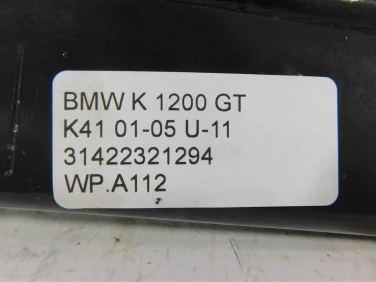 BMW K 1200 GT
K41 01-05 U-11
31422321294
WP.A112